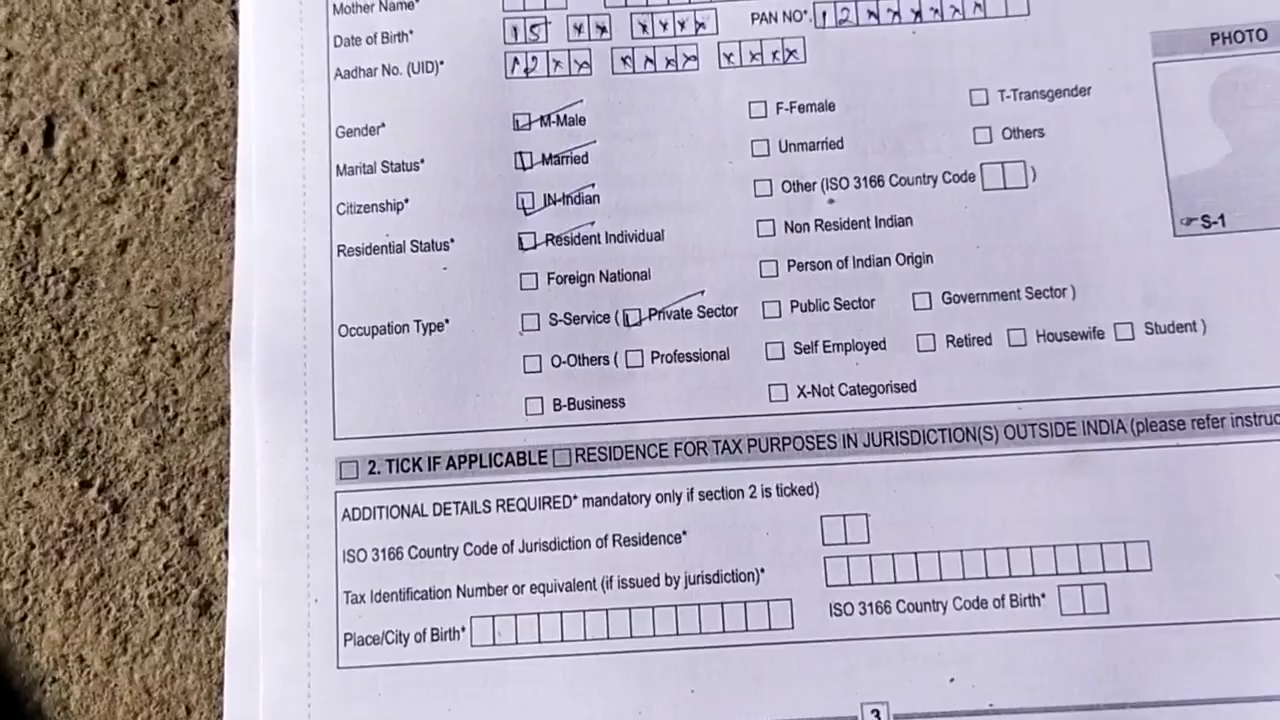 Mother Name*
Date of Birth* 15 ×× ×××× PAN NO*. 12×××××××
Aadhar No. (UID)* 12×× ×××× ××××
PHOTO
Gender* M-Male F-Female T-Transgender
Marital Status* Married Unmarried Others
Citizenship* IN-Indian Other (ISO 3166 Country Code )
Residential Status* Resident Individual Non Resident Indian
☞S-1
Foreign National Person of Indian Origin
Occupation Type* S-Service ( Private Sector Public Sector Government Sector )
O-Others ( Professional Self Employed Retired Housewife Student )
B-Business X-Not Categorised
2. TICK IF APPLICABLE RESIDENCE FOR TAX PURPOSES IN JURISDICTION(S) OUTSIDE INDIA (please refer instruc
ADDITIONAL DETAILS REQUIRED* mandatory only if section 2 is ticked)
ISO 3166 Country Code of Jurisdiction of Residence*
Tax Identification Number or equivalent (if issued by jurisdiction)*
Place/City of Birth* ISO 3166 Country Code of Birth*
3